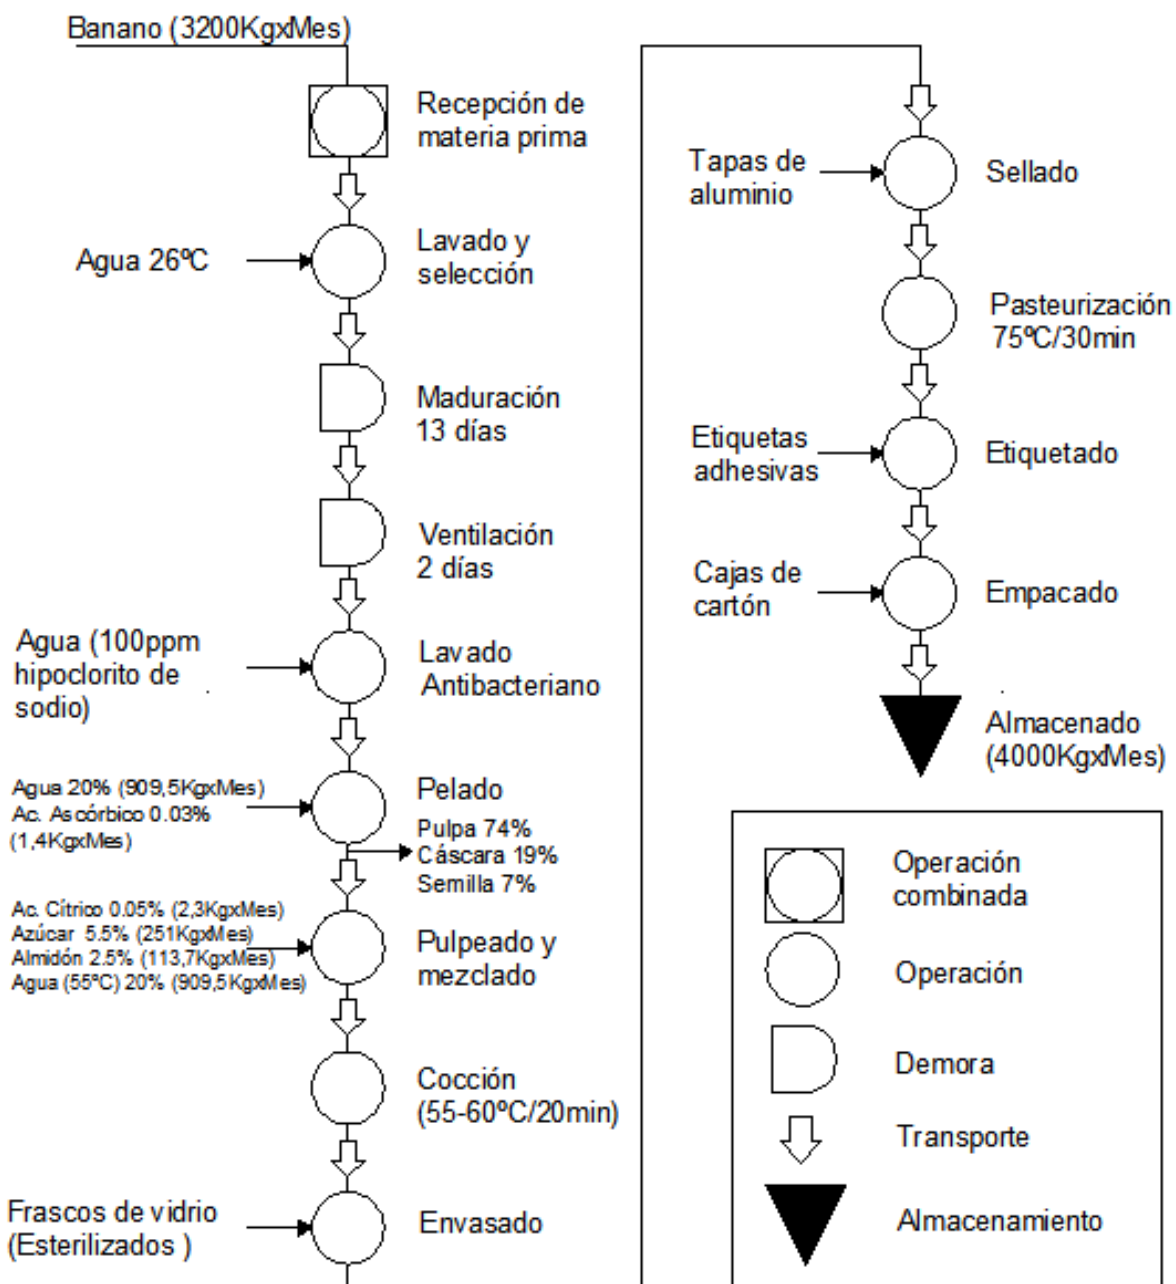 Banano (3200KgxMes)
Recepción de
materia prima
Agua 26ºC
Lavado y
selección
Maduración
13 días
Ventilación
2 días
Agua (100ppm
hipoclorito de
sodio)
Lavado
Antibacteriano
Agua 20% (909,5KgxMes)
Ac. Ascórbico 0.03%
(1,4KgxMes)
Pelado
Pulpa 74%
Cáscara 19%
Semilla 7%
Ac. Cítrico 0.05% (2,3KgxMes)
Azúcar 5.5% (251KgxMes)
Almidón 2.5% (113,7KgxMes)
Agua (55ºC) 20% (909,5KgxMes)
Pulpeado y
mezclado
Cocción
(55-60ºC/20min)
Frascos de vidrio
(Esterilizados )
Envasado
Tapas de
aluminio
Sellado
Pasteurización
75ºC/30min
Etiquetas
adhesivas
Etiquetado
Cajas de
cartón
Empacado
Almacenado
(4000KgxMes)
Operación
combinada
Operación
Demora
Transporte
Almacenamiento